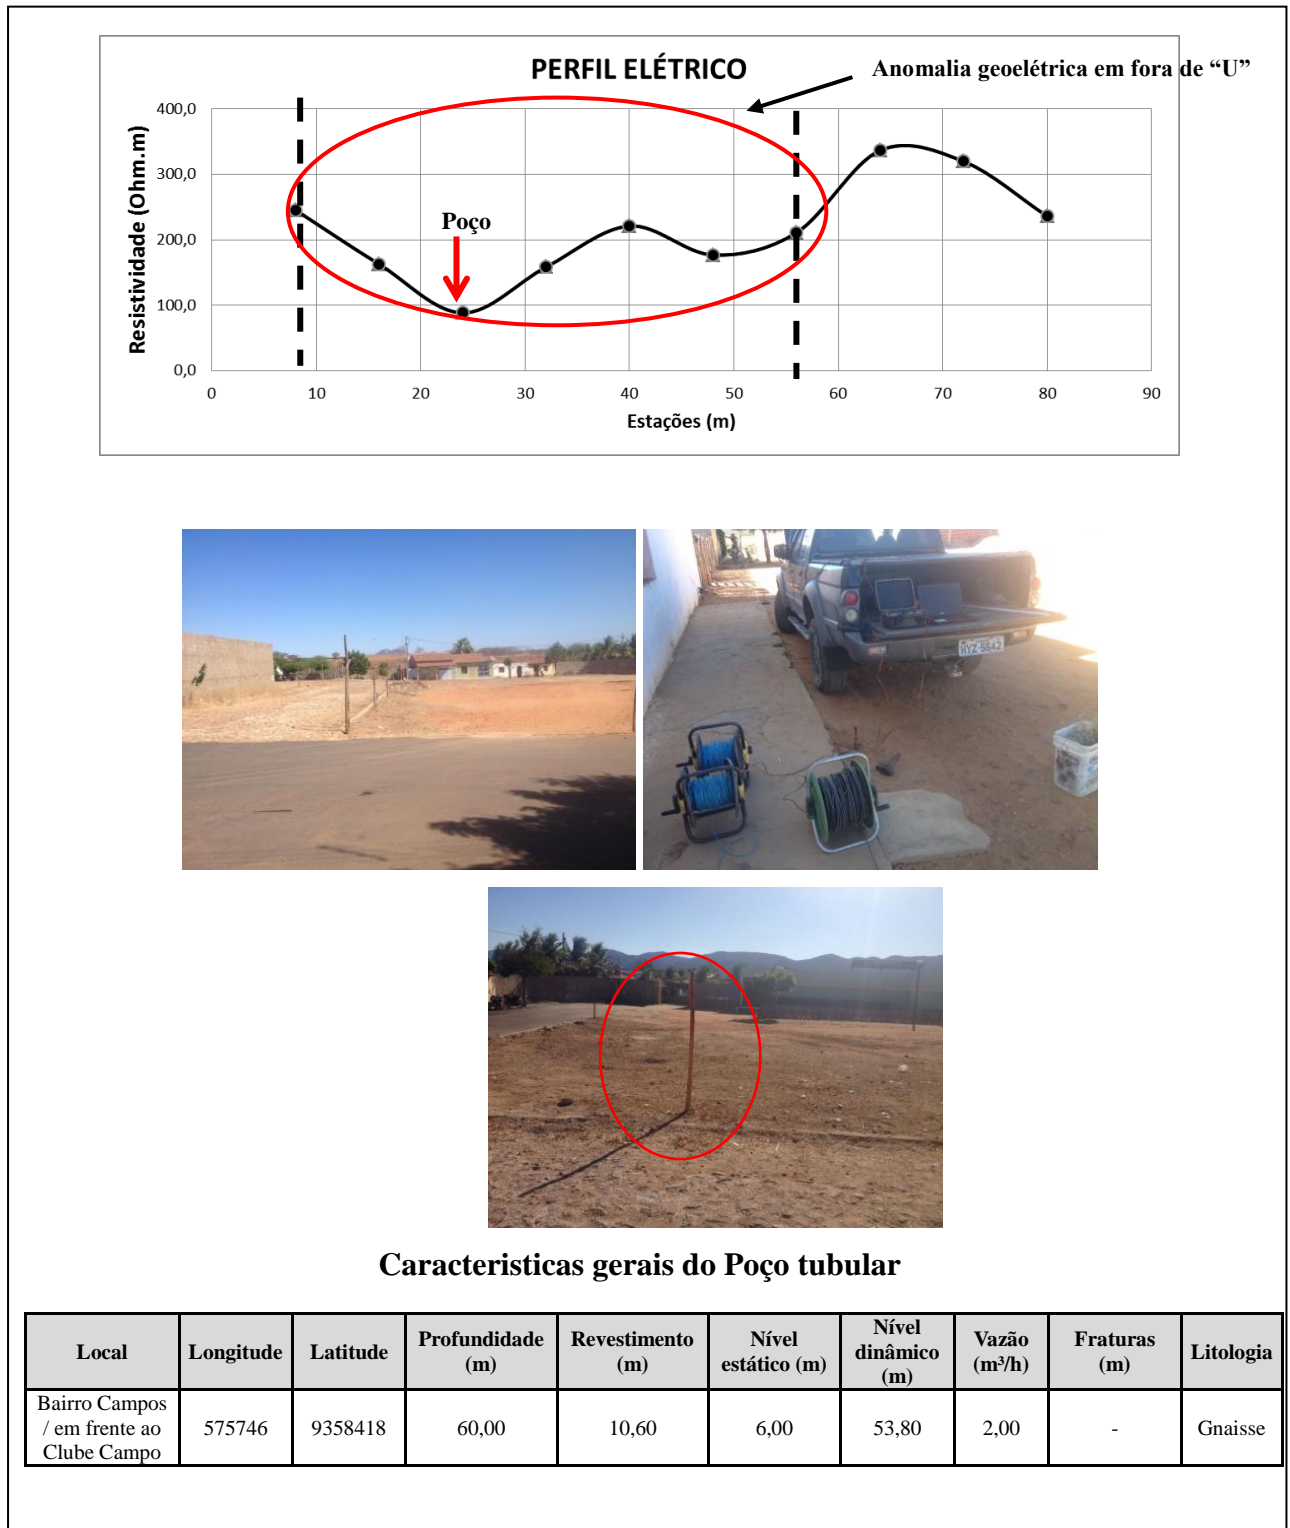 PERFIL ELÉTRICO
Anomalia geoelétrica em fora de “U”
Resistividade (Ohm.m)
400,0
300,0
200,0
100,0
0,0
Poço
0 10 20 30 40 50 60 70 80 90
Estações (m)
HYZ-5642
Caracteristicas gerais do Poço tubular
Local Longitude Latitude Profundidade (m) Revestimento (m) Nível estático (m) Nível dinâmico (m) Vazão (m³/h) Fraturas (m) Litologia
Bairro Campos / em frente ao Clube Campo 575746 9358418 60,00 10,60 6,00 53,80 2,00 - Gnaisse